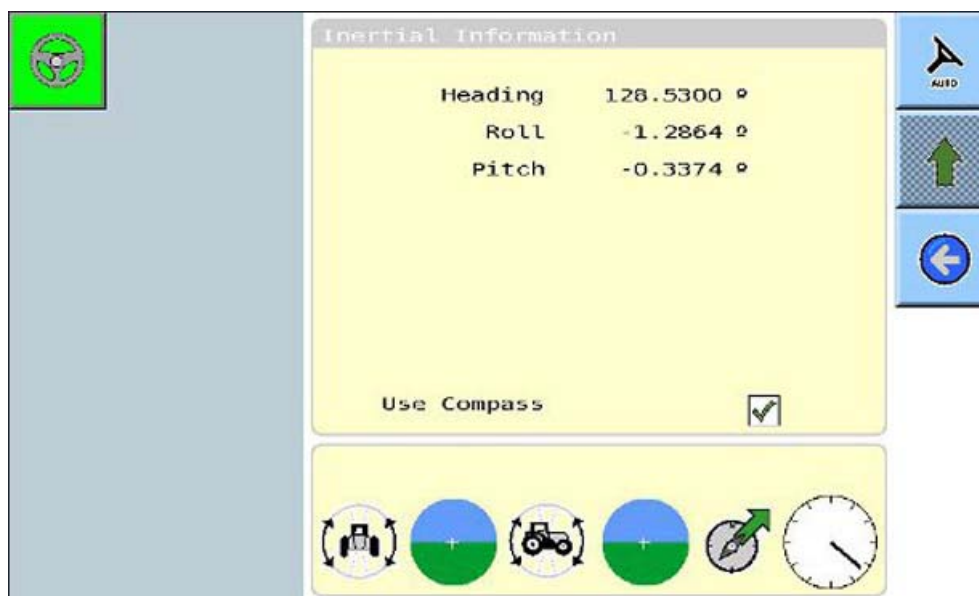 Inertial Information
AUTO
Heading 128.5300 º
Roll -1.2864 º
Pitch -0.3374 º
Use Compass